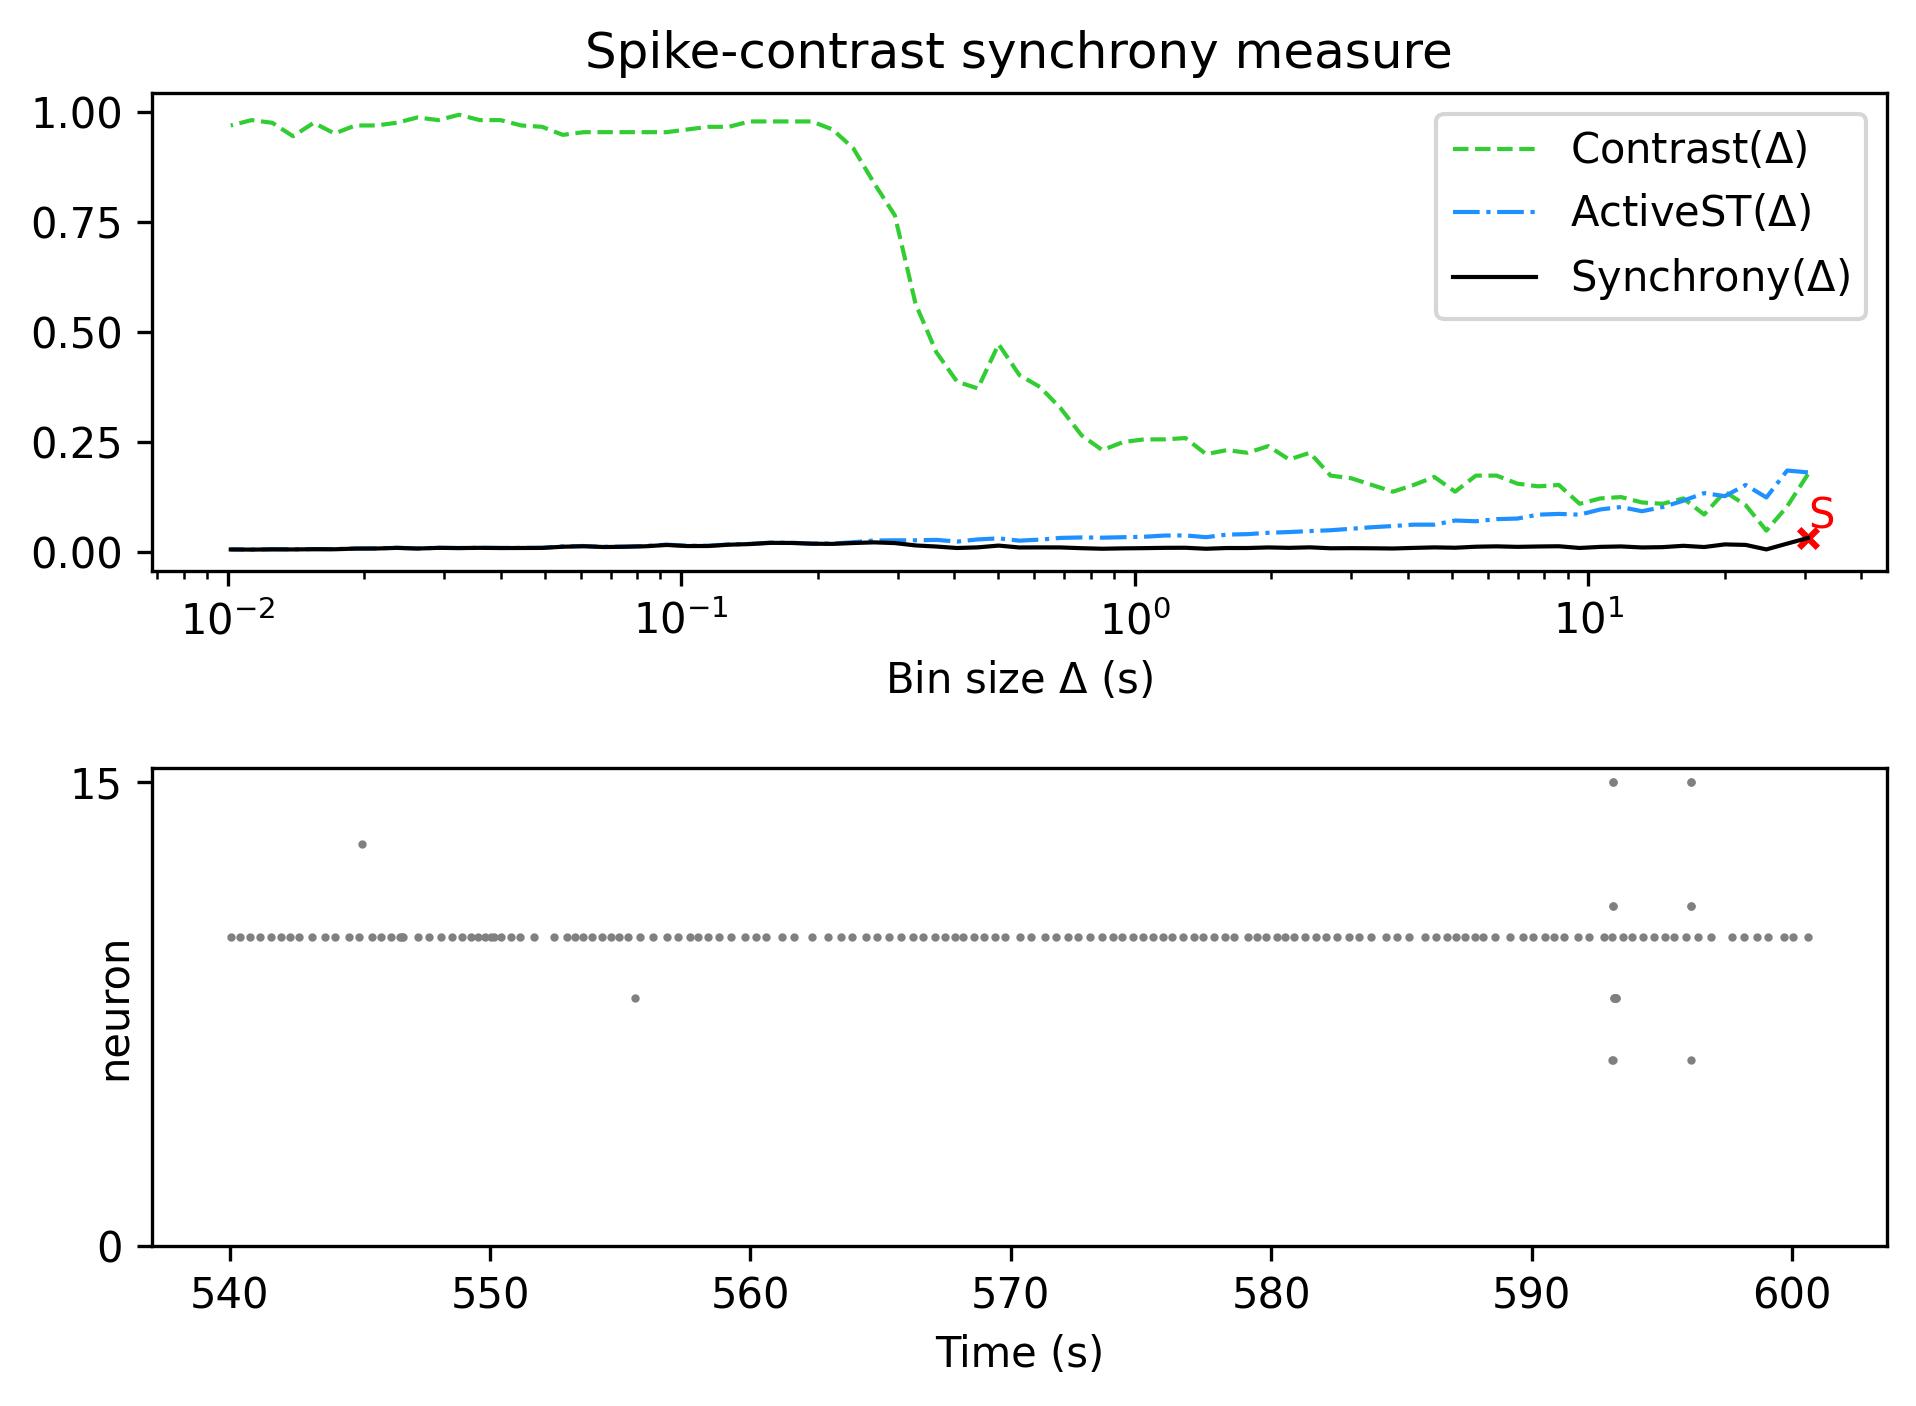 Spike-contrast synchrony measure
1.00
0.75
0.50
0.25
0.00
Contrast(Δ)
ActiveST(Δ)
Synchrony(Δ)
S
10⁻² 10⁻¹ 10⁰ 10¹
Bin size Δ (s)
15
0
neuron
540 550 560 570 580 590 600
Time (s)